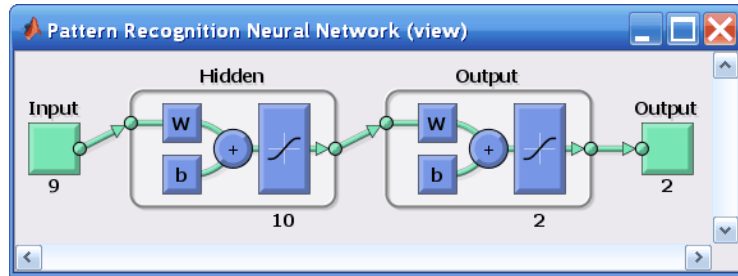 Pattern Recognition Neural Network (view)
Hidden
Output
Input
Output
W
b
+
W
b
+
9
10
2
2